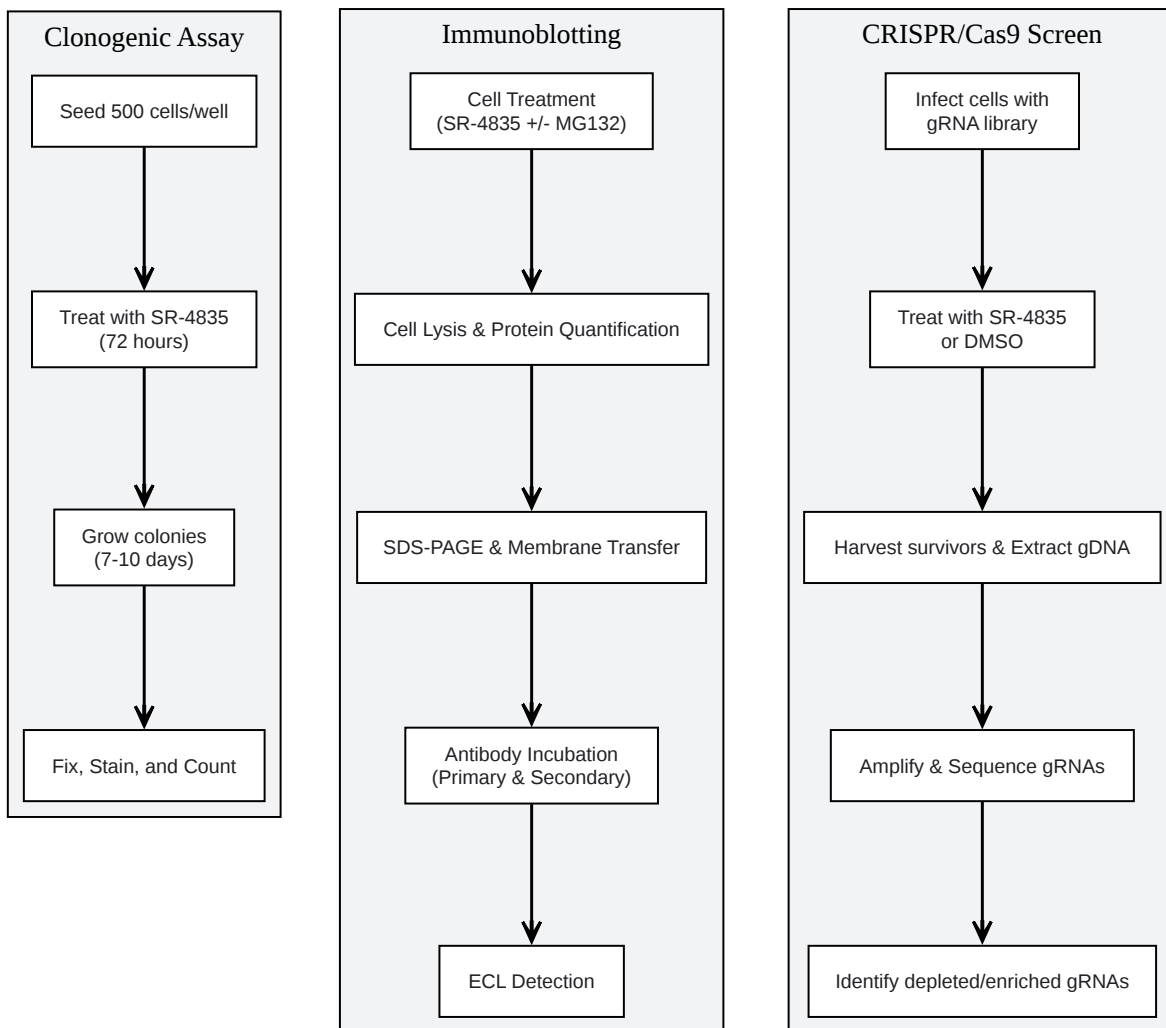 Clonogenic Assay
Seed 500 cells/well
Treat with SR-4835
(72 hours)
Grow colonies
(7-10 days)
Fix, Stain, and Count
Immunoblotting
Cell Treatment
(SR-4835 +/- MG132)
Cell Lysis & Protein Quantification
SDS-PAGE & Membrane Transfer
Antibody Incubation
(Primary & Secondary)
ECL Detection
CRISPR/Cas9 Screen
Infect cells with
gRNA library
Treat with SR-4835
or DMSO
Harvest survivors & Extract gDNA
Amplify & Sequence gRNAs
Identify depleted/enriched gRNAs